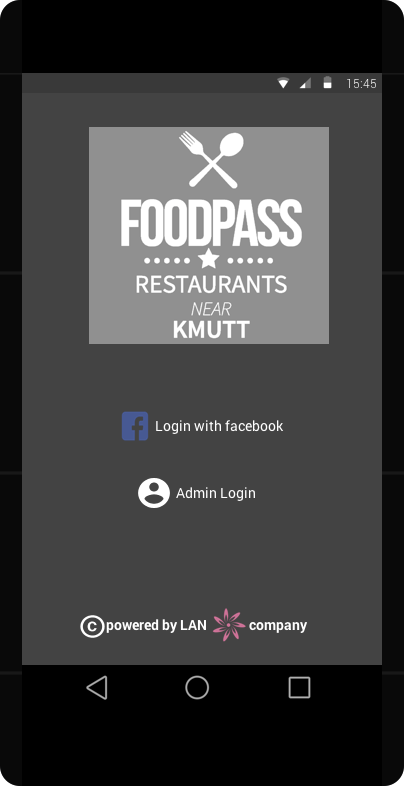 15:45
FOODPASS
RESTAURANTS
NEAR
KMUTT
Login with facebook
Admin Login
© powered by LAN company